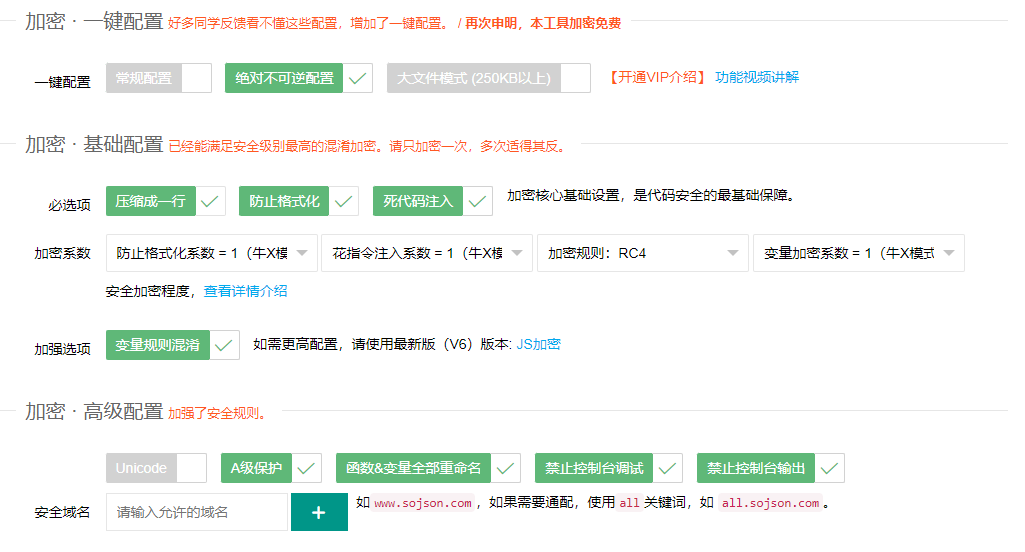 加密 · 一键配置 好多同学反馈看不懂这些配置，增加了一键配置。 / 再次申明，本工具加密免费
一键配置 常规配置 绝对不可逆配置 大文件模式 (250KB以上) 【开通VIP介绍】 功能视频讲解
加密 · 基础配置 已经能满足安全级别最高的混淆加密。请只加密一次，多次适得其反。
必选项 压缩成一行 防止格式化 死代码注入 加密核心基础设置，是代码安全的最基础保障。
加密系数 防止格式化系数 = 1（牛X模 花指令注入系数 = 1（牛X模 加密规则：RC4 变量加密系数 = 1（牛X模式
安全加密程度，查看详情介绍
加强选项 变量规则混淆 如需更高配置，请使用最新版（V6）版本: JS加密
加密 · 高级配置 加强了安全规则。
Unicode A级保护 函数&变量全部重命名 禁止控制台调试 禁止控制台输出
安全域名 请输入允许的域名 + 如 www.sojson.com ，如果需要通配，使用 all 关键词，如 all.sojson.com 。